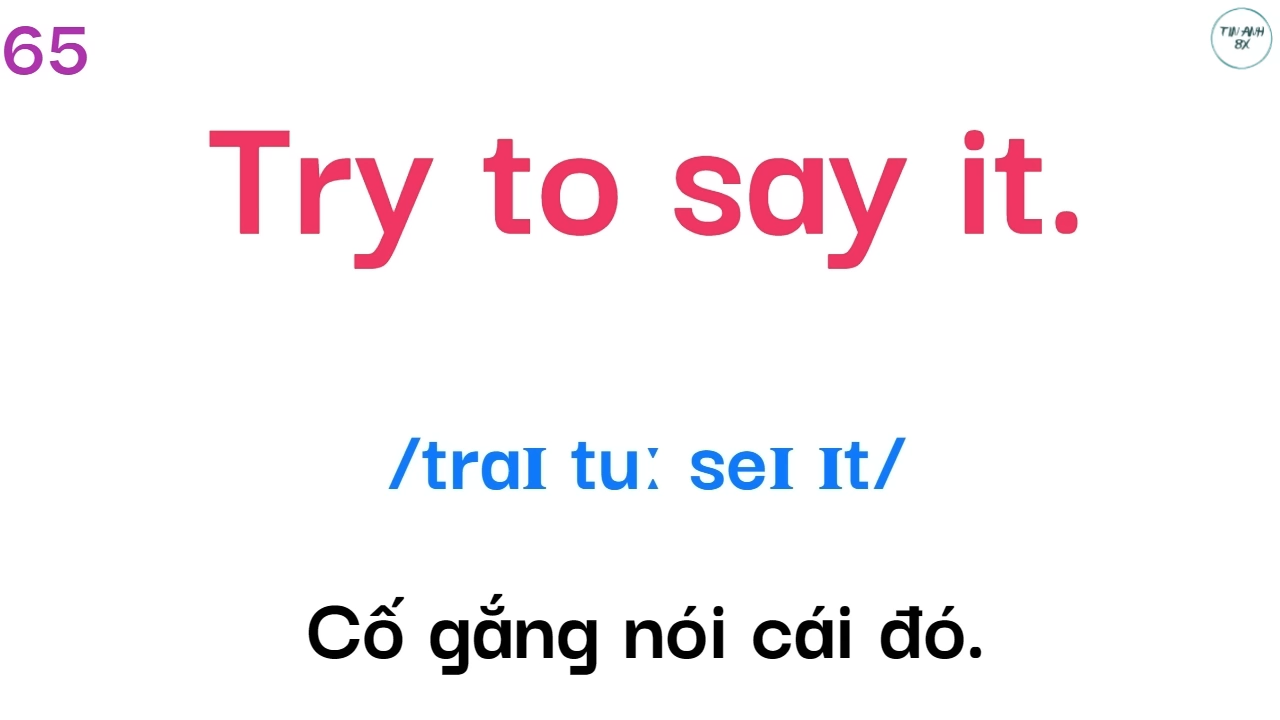 65
TIN ANH
8X
Try to say it.
/traɪ tuː seɪ ɪt/
Cố gắng nói cái đó.